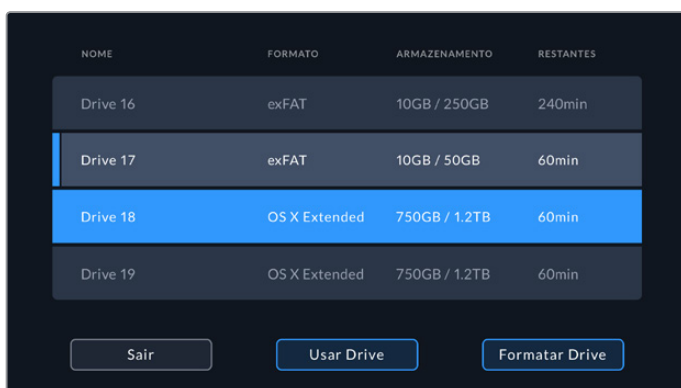 NOME FORMATO ARMAZENAMENTO RESTANTES
Drive 16 exFAT 10GB / 250GB 240min
Drive 17 exFAT 10GB / 50GB 60min
Drive 18 OS X Extended 750GB / 1.2TB 60min
Drive 19 OS X Extended 750GB / 1.2TB 60min
Sair Usar Drive Formatar Drive